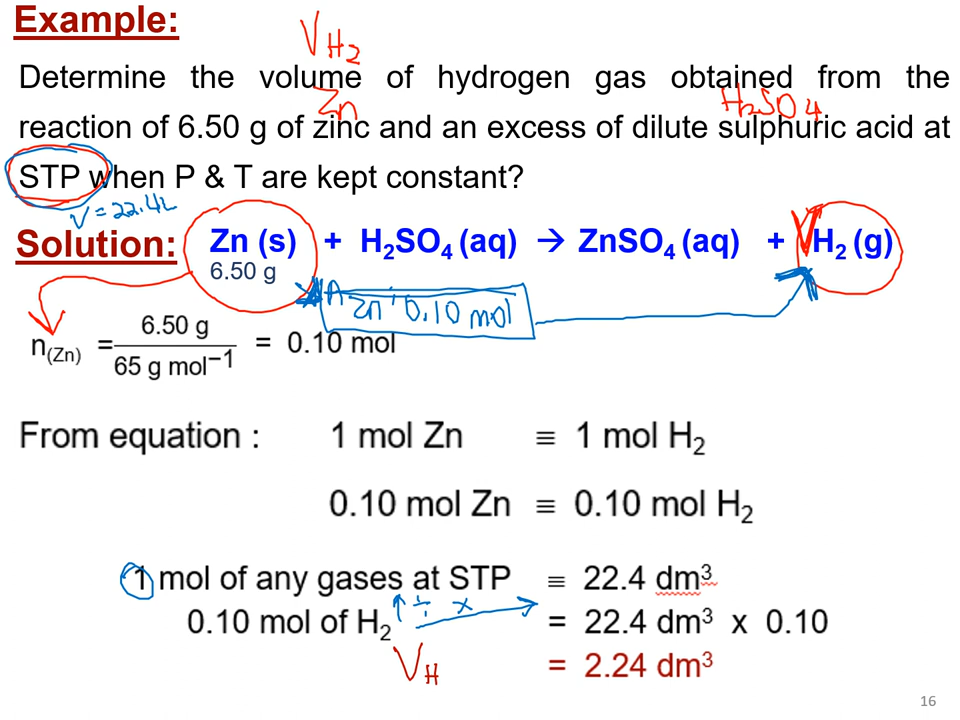 Example:
V H₂
Determine the volume of hydrogen gas obtained from the
Zn H₂SO₄
reaction of 6.50 g of zinc and an excess of dilute sulphuric acid at
STP when P & T are kept constant?
V = 22.4L
Solution: Zn (s) + H₂SO₄ (aq) → ZnSO₄ (aq) + H₂ (g)
V
6.50 g
n Zn = 0.10 mol
n(Zn) = 6.50 g / 65 g mol⁻¹ = 0.10 mol
From equation : 1 mol Zn ≡ 1 mol H₂
0.10 mol Zn ≡ 0.10 mol H₂
1 mol of any gases at STP ≡ 22.4 dm³
÷ x
0.10 mol of H₂ = 22.4 dm³ x 0.10
V H
= 2.24 dm³
16